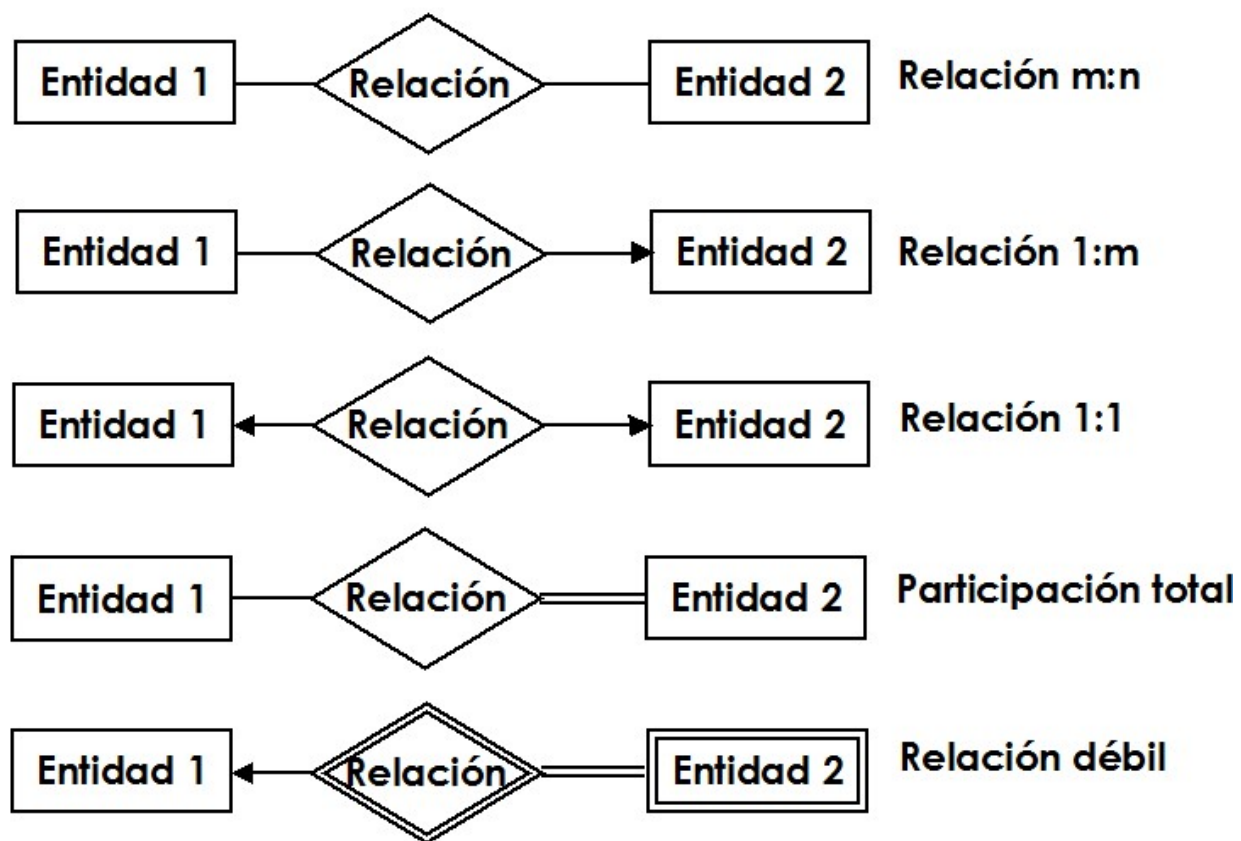 Entidad 1 Relación Entidad 2 Relación m:n
Entidad 1 Relación Entidad 2 Relación 1:m
Entidad 1 Relación Entidad 2 Relación 1:1
Entidad 1 Relación Entidad 2 Participación total
Entidad 1 Relación Entidad 2 Relación débil